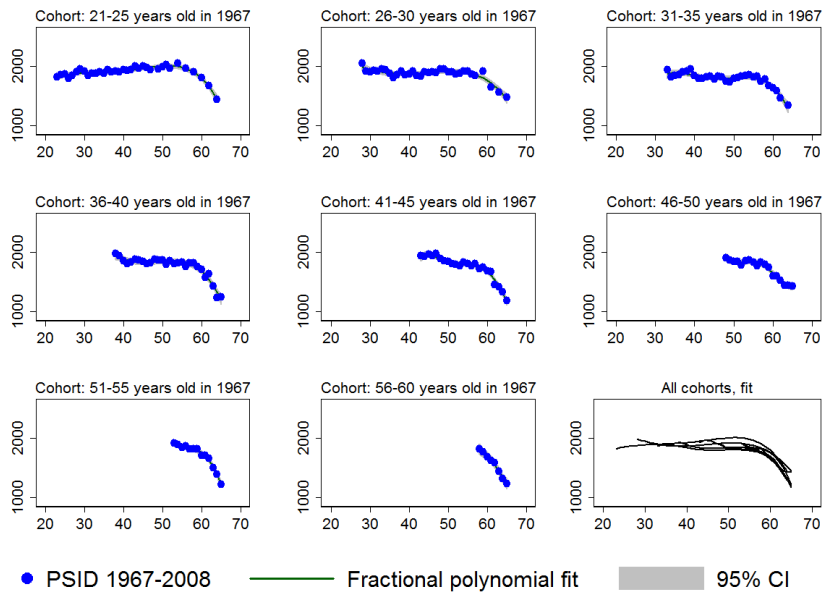 Cohort: 21-25 years old in 1967
Cohort: 26-30 years old in 1967
Cohort: 31-35 years old in 1967
2000
1000
20 30 40 50 60 70
2000
1000
20 30 40 50 60 70
2000
1000
20 30 40 50 60 70
Cohort: 36-40 years old in 1967
Cohort: 41-45 years old in 1967
Cohort: 46-50 years old in 1967
2000
1000
20 30 40 50 60 70
2000
1000
20 30 40 50 60 70
2000
1000
20 30 40 50 60 70
Cohort: 51-55 years old in 1967
Cohort: 56-60 years old in 1967
All cohorts, fit
2000
1000
20 30 40 50 60 70
2000
1000
20 30 40 50 60 70
2000
1000
20 30 40 50 60 70
PSID 1967-2008
Fractional polynomial fit
95% CI